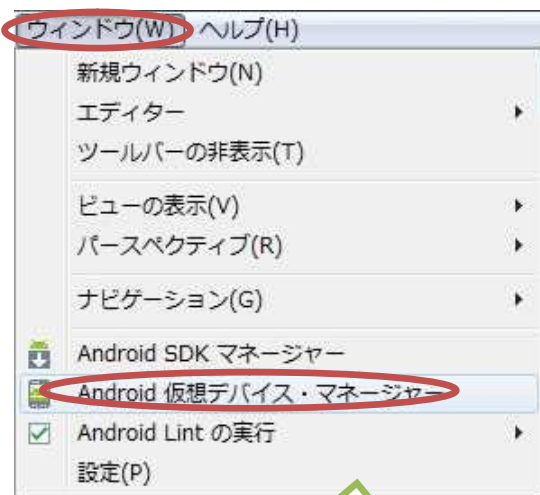 ウィンドウ(W) ヘルプ(H)
新規ウィンドウ(N)
エディター
ツールバーの非表示(T)
ビューの表示(V)
パースペクティブ(R)
ナビゲーション(G)
Android SDK マネージャー
Android 仮想デバイス・マネージャー
Android Lint の実行
設定(P)